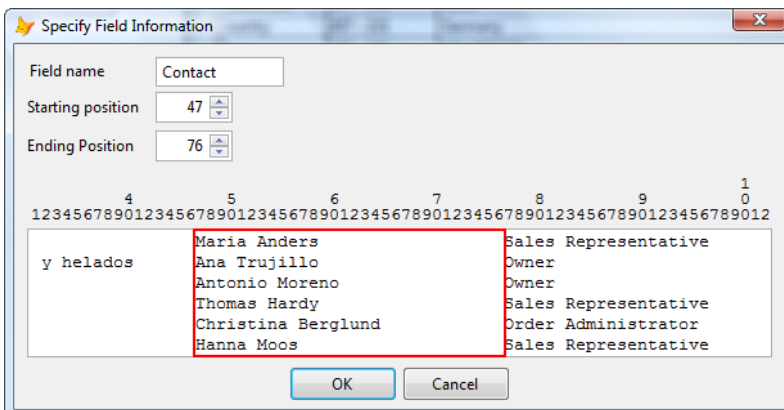 Specify Field Information
Field name Contact
Starting position 47
Ending Position 76
1
4 5 6 7 8 9 0
123456789012345678901234567890123456789012345678901234567890123456789012
Maria Anders Sales Representative
y helados Ana Trujillo Owner
Antonio Moreno Owner
Thomas Hardy Sales Representative
Christina Berglund Order Administrator
Hanna Moos Sales Representative
OK Cancel